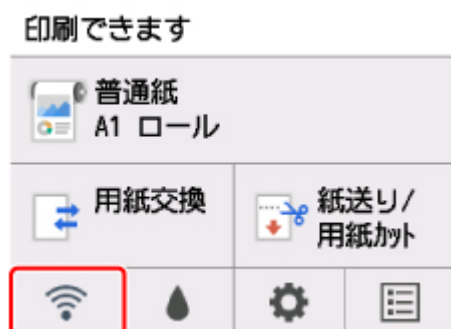 印刷できます
普通紙
A1 ロール
用紙交換
紙送り/
用紙ｶｯﾄ